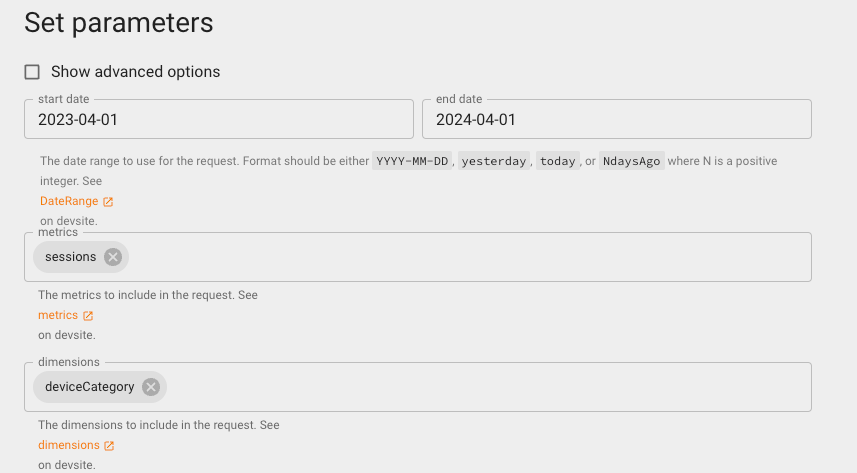 Set parameters
Show advanced options
start date
2023-04-01
end date
2024-04-01
The date range to use for the request. Format should be either YYYY-MM-DD, yesterday, today, or NdaysAgo where N is a positive
integer. See
DateRange
on devsite.
metrics
sessions
The metrics to include in the request. See
metrics
on devsite.
dimensions
deviceCategory
The dimensions to include in the request. See
dimensions
on devsite.